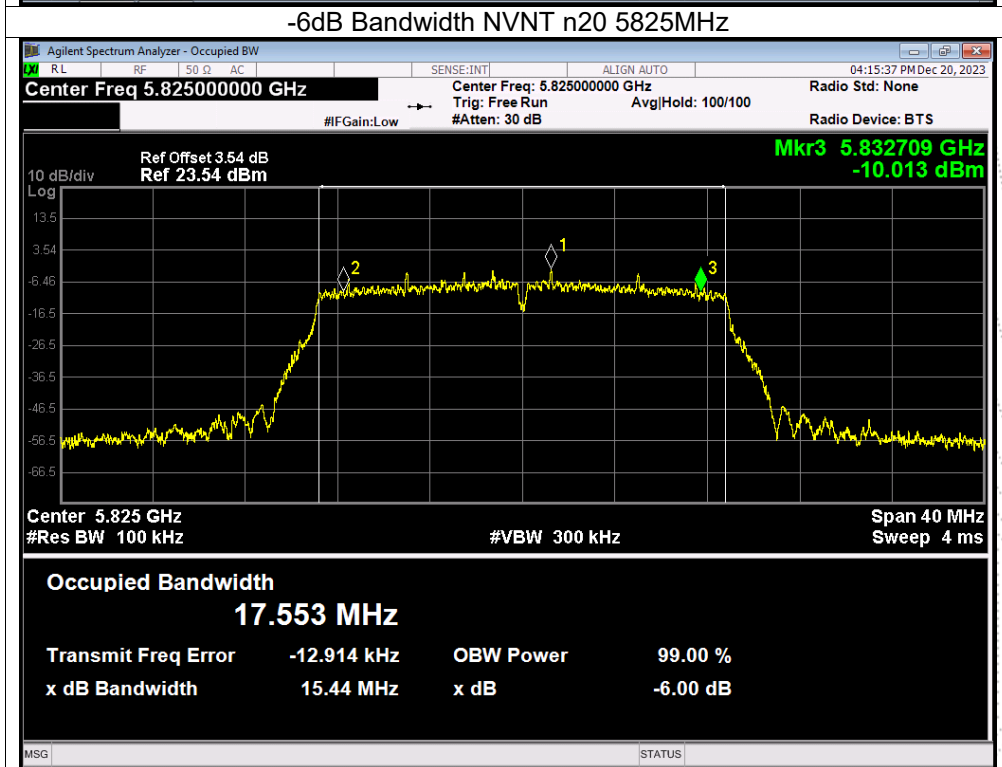 -6dB Bandwidth NVNT n20 5825MHz
Agilent Spectrum Analyzer - Occupied BW
LXI RL RF 50 Ω AC SENSE:INT ALIGN AUTO 04:15:37 PM Dec 20, 2023
Center Freq 5.825000000 GHz Center Freq: 5.825000000 GHz Radio Std: None
Trig: Free Run Avg|Hold: 100/100
#IFGain:Low #Atten: 30 dB Radio Device: BTS
Ref Offset 3.54 dB Mkr3 5.832709 GHz
10 dB/div Ref 23.54 dBm -10.013 dBm
Log
13.5
3.54
-6.46
-16.5
-26.5
-36.5
-46.5
-56.5
-66.5
2
1
3
Center 5.825 GHz Span 40 MHz
#Res BW 100 kHz #VBW 300 kHz Sweep 4 ms
Occupied Bandwidth
17.553 MHz
Transmit Freq Error -12.914 kHz OBW Power 99.00 %
x dB Bandwidth 15.44 MHz x dB -6.00 dB
MSG STATUS